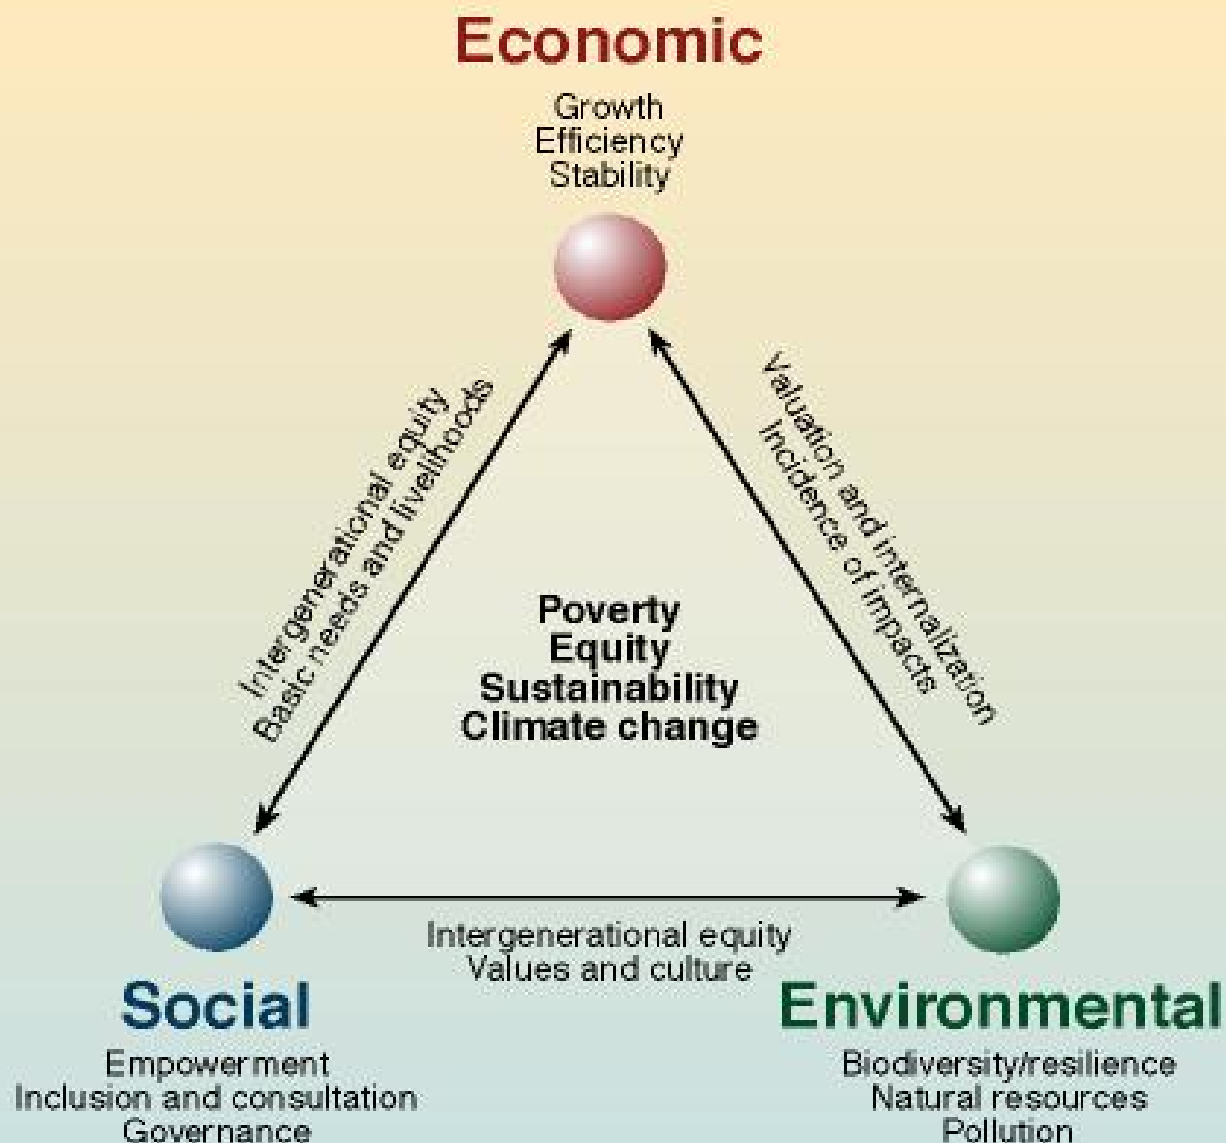 Economic
Growth
Efficiency
Stability
Intergenerational equity
Basic needs and livelihoods
Valuation and internalization
Incidence of impacts
Poverty
Equity
Sustainability
Climate change
Intergenerational equity
Values and culture
Social
Empowerment
Inclusion and consultation
Governance
Environmental
Biodiversity/resilience
Natural resources
Pollution